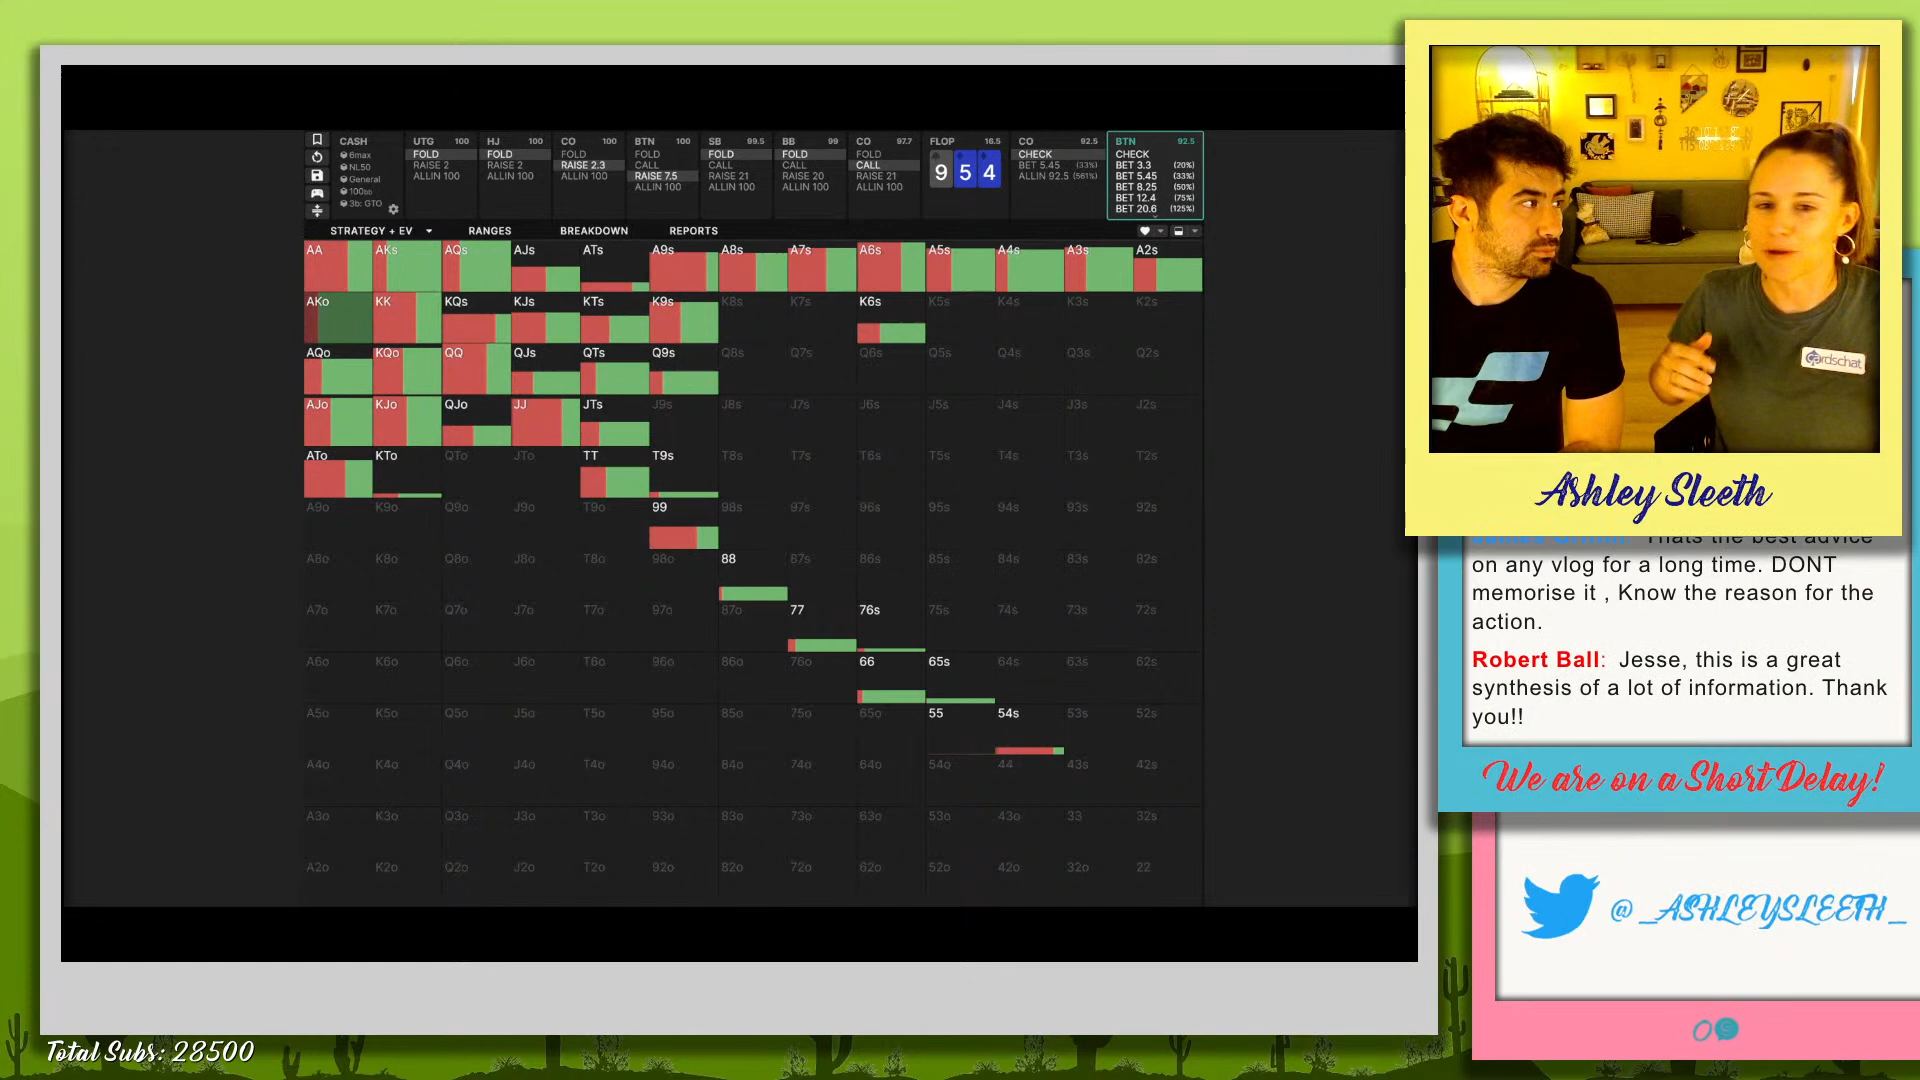 CASH
6max
NL50
General
100bb
3b: GTO
UTG 100
FOLD
RAISE 2
ALLIN 100
HJ 100
FOLD
RAISE 2
ALLIN 100
CO 100
FOLD
RAISE 2.3
ALLIN 100
BTN 100
FOLD
CALL
RAISE 7.5
ALLIN 100
SB 99.5
FOLD
CALL
RAISE 21
ALLIN 100
BB 99
FOLD
CALL
RAISE 20
ALLIN 100
CO 97.7
FOLD
CALL
RAISE 21
ALLIN 100
FLOP 16.5
9 5 4
CO 92.5
CHECK
BET 5.45 (33%)
ALLIN 92.5 (561%)
BTN 92.5
CHECK
BET 3.3 (20%)
BET 5.45 (33%)
BET 8.25 (50%)
BET 12.4 (75%)
BET 20.6 (125%)
STRATEGY + EV RANGES BREAKDOWN REPORTS
AA AKs AQs AJs ATs A9s A8s A7s A6s A5s A4s A3s A2s
AKo KK KQs KJs KTs K9s K8s K7s K6s K5s K4s K3s K2s
AQo KQo QQ QJs QTs Q9s Q8s Q7s Q6s Q5s Q4s Q3s Q2s
AJo KJo QJo JJ JTs J9s J8s J7s J6s J5s J4s J3s J2s
ATo KTo QTo JTo TT T9s T8s T7s T6s T5s T4s T3s T2s
A9o K9o Q9o J9o T9o 99 98s 97s 96s 95s 94s 93s 92s
A8o K8o Q8o J8o T8o 98o 88 87s 86s 85s 84s 83s 82s
A7o K7o Q7o J7o T7o 97o 87o 77 76s 75s 74s 73s 72s
A6o K6o Q6o J6o T6o 96o 86o 76o 66 65s 64s 63s 62s
A5o K5o Q5o J5o T5o 95o 85o 75o 65o 55 54s 53s 52s
A4o K4o Q4o J4o T4o 94o 84o 74o 64o 54o 44 43s 42s
A3o K3o Q3o J3o T3o 93o 83o 73o 63o 53o 43o 33 32s
A2o K2o Q2o J2o T2o 92o 82o 72o 62o 52o 42o 32o 22
cardschat
Ashley Sleeth
Thats the best advice
on any vlog for a long time. DONT
memorise it , Know the reason for the
action.
Robert Ball: Jesse, this is a great
synthesis of a lot of information. Thank
you!!
We are on a Short Delay!
@_ASHLEYSLEETH_
Total Subs: 28500